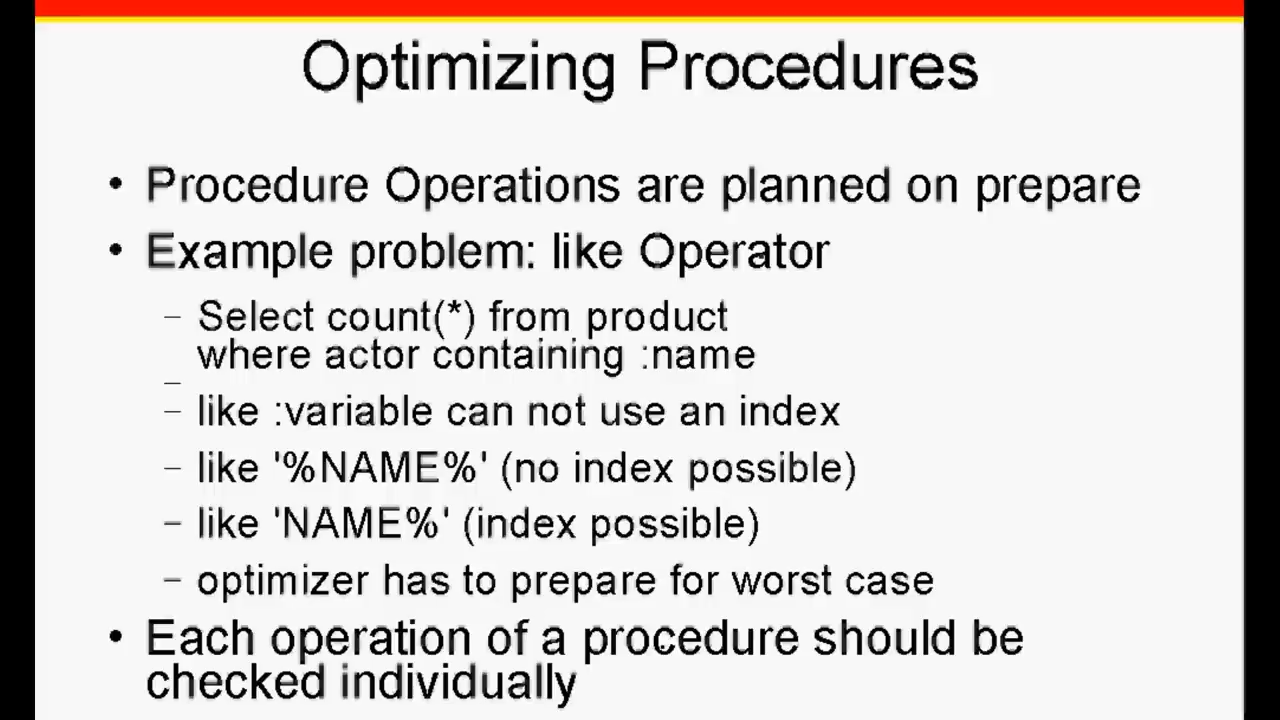 Optimizing Procedures
• Procedure Operations are planned on prepare
• Example problem: like Operator
– Select count(*) from product
where actor containing :name
–
– like :variable can not use an index
– like '%NAME%' (no index possible)
– like 'NAME%' (index possible)
– optimizer has to prepare for worst case
• Each operation of a procedure should be
checked individually